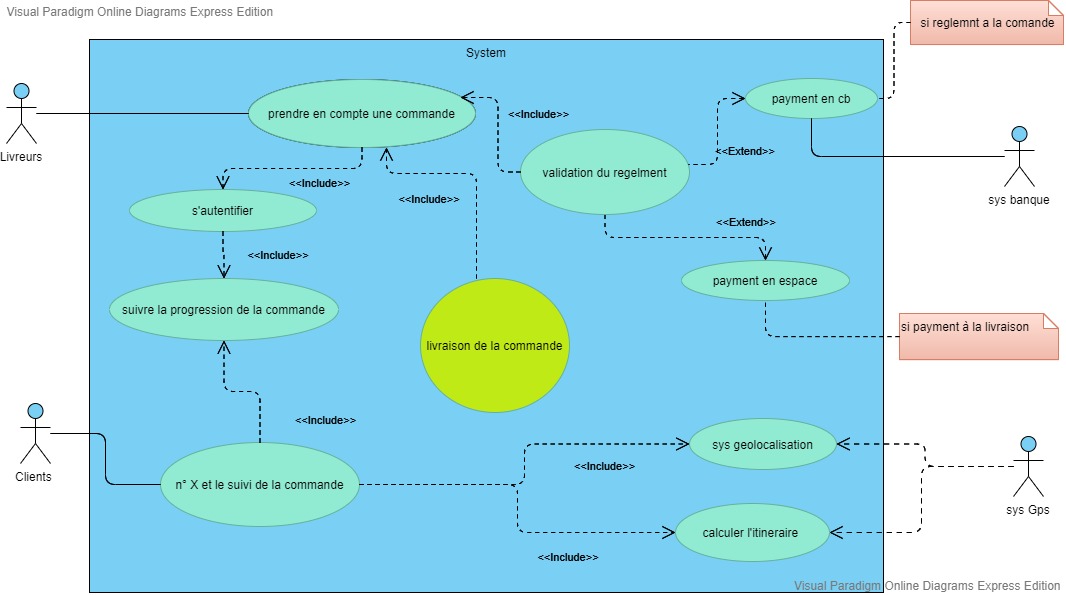 Visual Paradigm Online Diagrams Express Edition
si reglemnt a la comande
System
payment en cb
prendre en compte une commande
<<Include>>
Livreurs
<<Extend>>
validation du regelment
<<Include>>
<<Include>>
sys banque
s'autentifier
<<Extend>>
<<Include>>
payment en espace
suivre la progression de la commande
si payment à la livraison
livraison de la commande
<<Include>>
sys geolocalisation
<<Include>>
Clients
n° X et le suivi de la commande
sys Gps
calculer l'itineraire
<<Include>>
Visual Paradigm Online Diagrams Express Edition